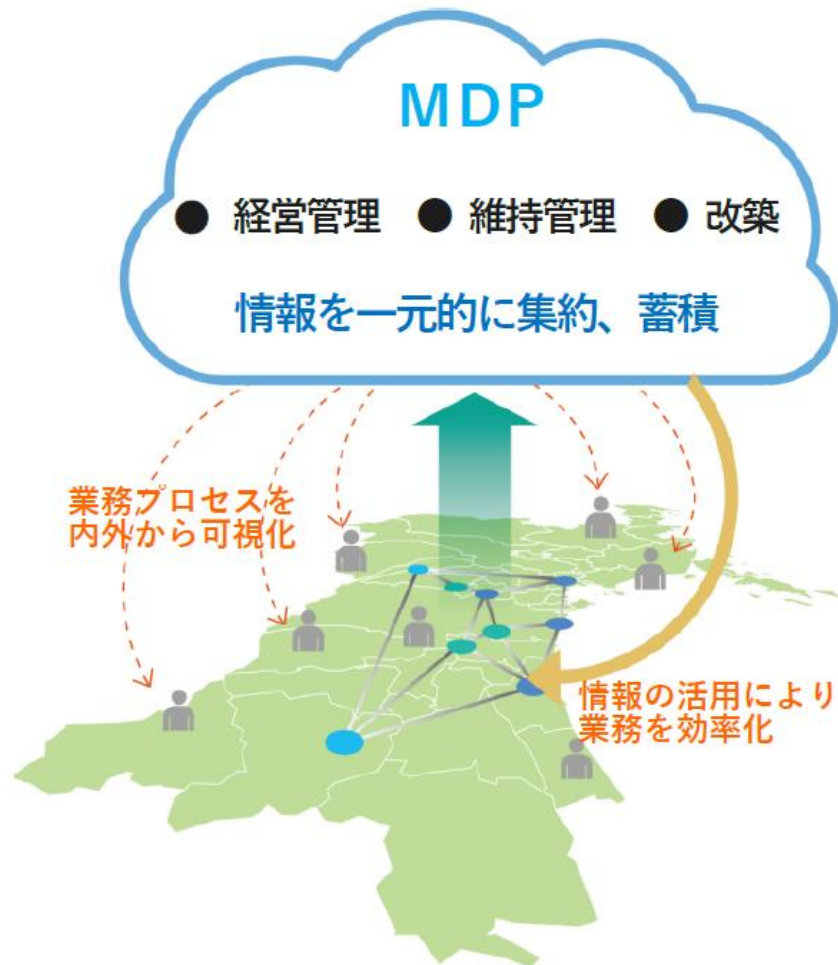 MDP
● 経営管理 ● 維持管理 ● 改築
情報を一元的に集約、蓄積
業務プロセスを
内外から可視化
情報の活用により
業務を効率化